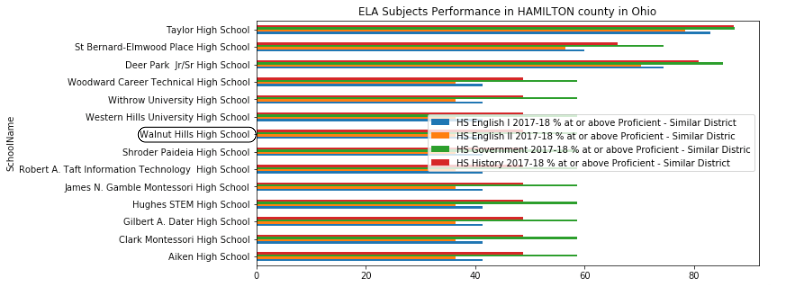 ELA Subjects Performance in HAMILTON county in Ohio
SchoolName
Taylor High School
St Bernard-Elmwood Place High School
Deer Park  Jr/Sr High School
Woodward Career Technical High School
Withrow University High School
Western Hills University High School
Walnut Hills High School
Shroder Paideia High School
Robert A. Taft Information Technology  High School
James N. Gamble Montessori High School
Hughes STEM High School
Gilbert A. Dater High School
Clark Montessori High School
Aiken High School
HS English I 2017-18 % at or above Proficient - Similar District
HS English II 2017-18 % at or above Proficient - Similar Distric
HS Government 2017-18 % at or above Proficient - Similar Distric
HS History 2017-18 % at or above Proficient - Similar District
0 20 40 60 80